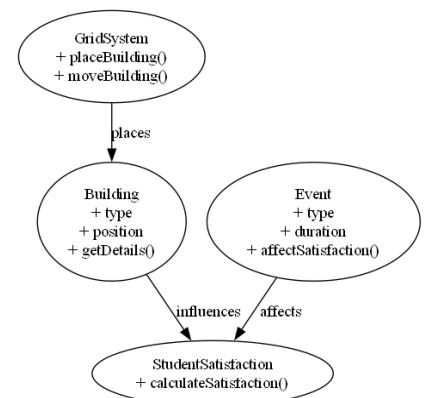 GridSystem
+ placeBuilding()
+ moveBuilding()
places
Building
+ type
+ position
+ getDetails()
Event
+ type
+ duration
+ affectSatisfaction()
influences
affects
StudentSatisfaction
+ calculateSatisfaction()